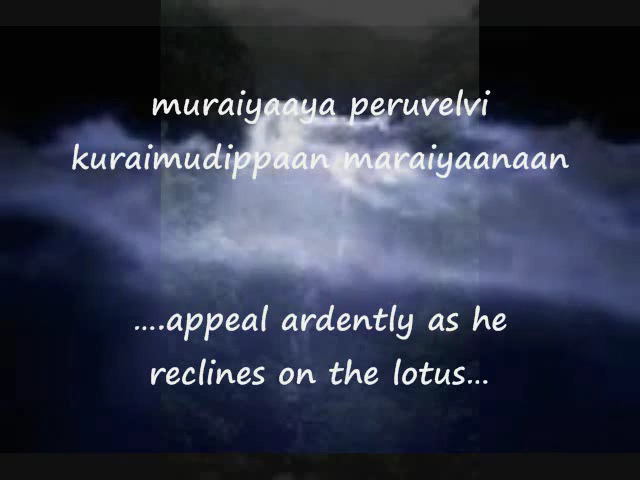 muraiyaaya peruvelvi
kuraimudippaan maraiyaanaan
....appeal ardently as he
reclines on the lotus...